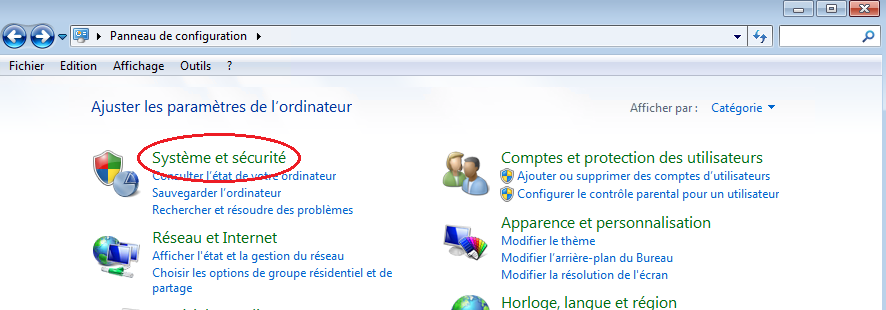 Panneau de configuration
Fichier Edition Affichage Outils ?
Ajuster les paramètres de l'ordinateur
Afficher par : Catégorie
Système et sécurité
Consulter l'état de votre ordinateur
Sauvegarder l'ordinateur
Rechercher et résoudre des problèmes
Réseau et Internet
Afficher l'état et la gestion du réseau
Choisir les options de groupe résidentiel et de
partage
Comptes et protection des utilisateurs
Ajouter ou supprimer des comptes d'utilisateurs
Configurer le contrôle parental pour un utilisateur
Apparence et personnalisation
Modifier le thème
Modifier l'arrière-plan du Bureau
Modifier la résolution de l'écran
Horloge, langue et région